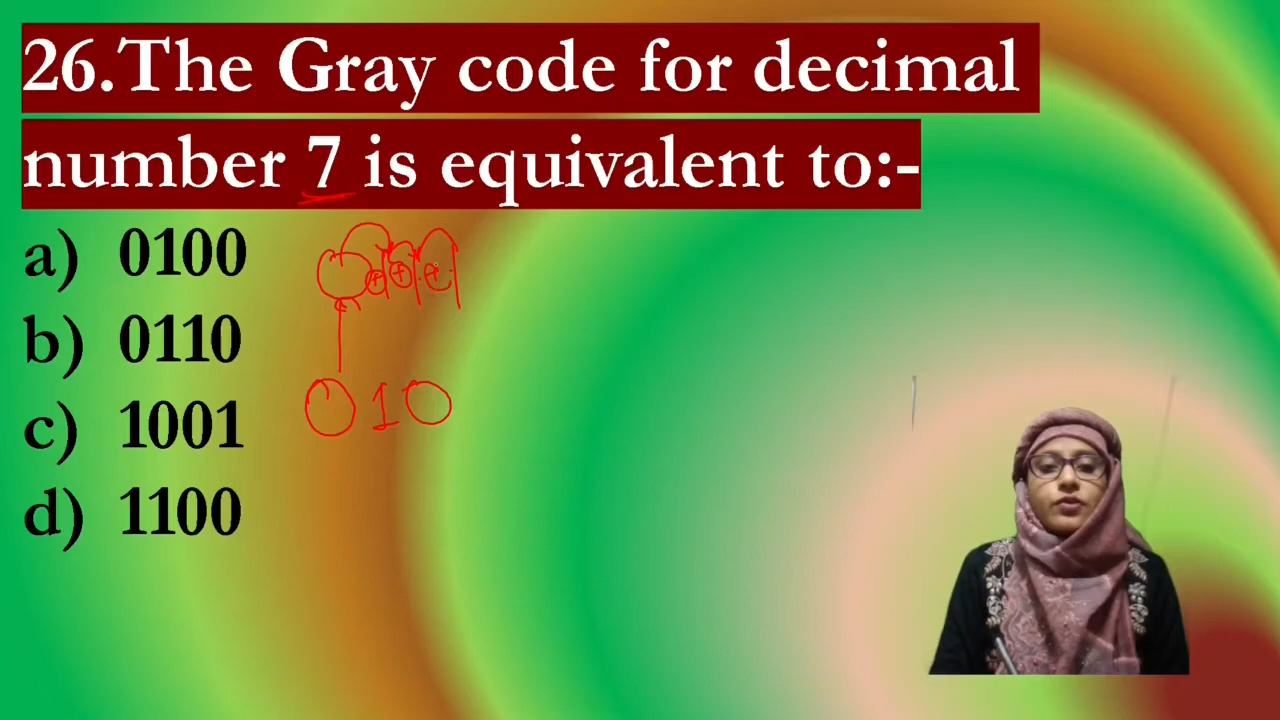 26.The Gray code for decimal
number 7 is equivalent to:-
a) 0100
b) 0110
c) 1001
d) 1100
0 1 0